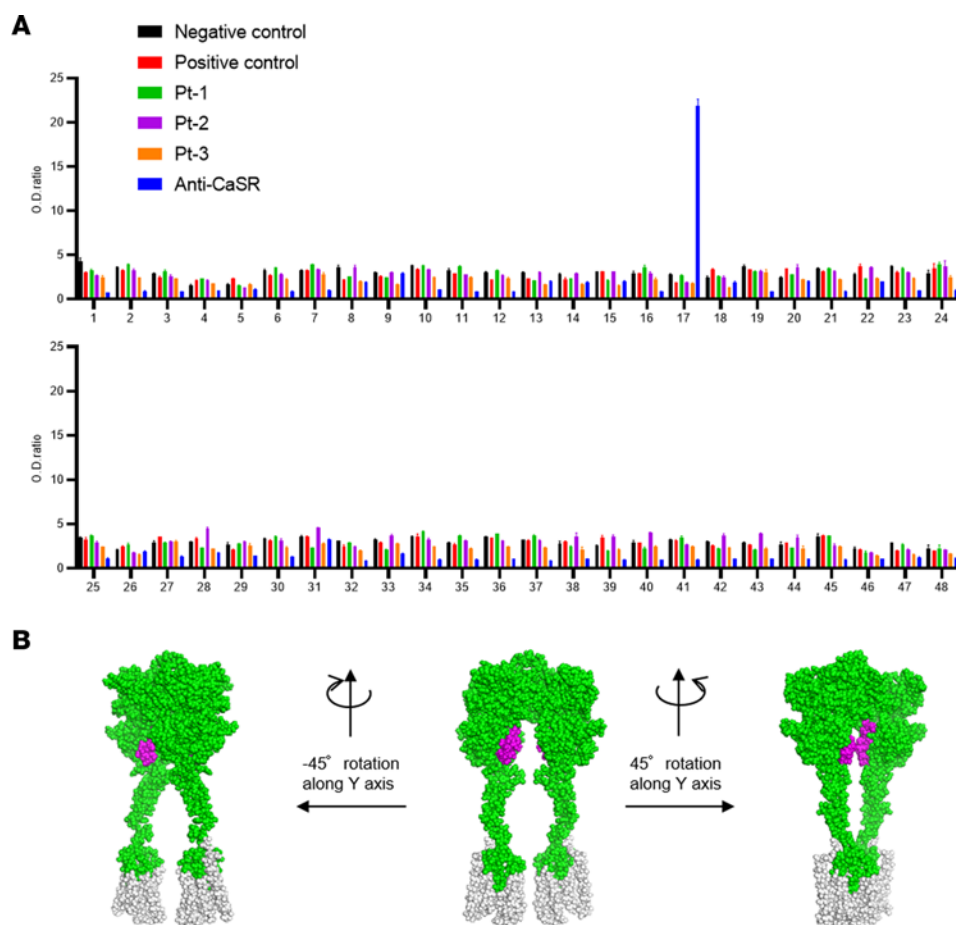 A
Negative control
Positive control
Pt-1
Pt-2
Pt-3
Anti-CaSR
25
20
15
10
5
0
O.D.ratio
1 2 3 4 5 6 7 8 9 10 11 12 13 14 15 16 17 18 19 20 21 22 23 24
25
20
15
10
5
0
O.D.ratio
25 26 27 28 29 30 31 32 33 34 35 36 37 38 39 40 41 42 43 44 45 46 47 48
B
-45° rotation
along Y axis
45° rotation
along Y axis